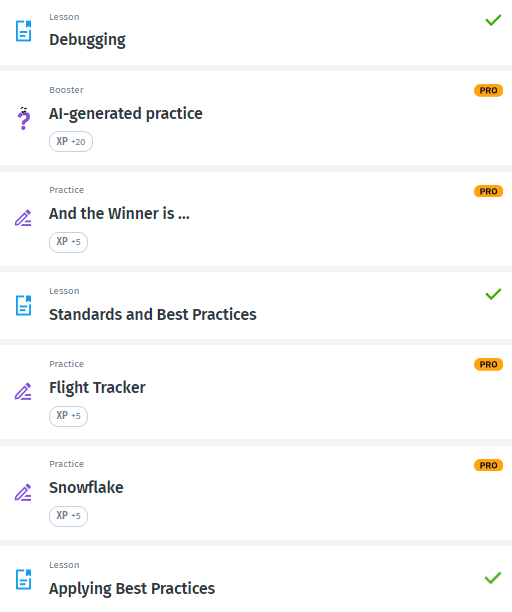 Lesson
Debugging
Booster
PRO
AI-generated practice
XP +20
Practice
PRO
And the Winner is ...
XP +5
Lesson
Standards and Best Practices
Practice
PRO
Flight Tracker
XP +5
Practice
PRO
Snowflake
XP +5
Lesson
Applying Best Practices